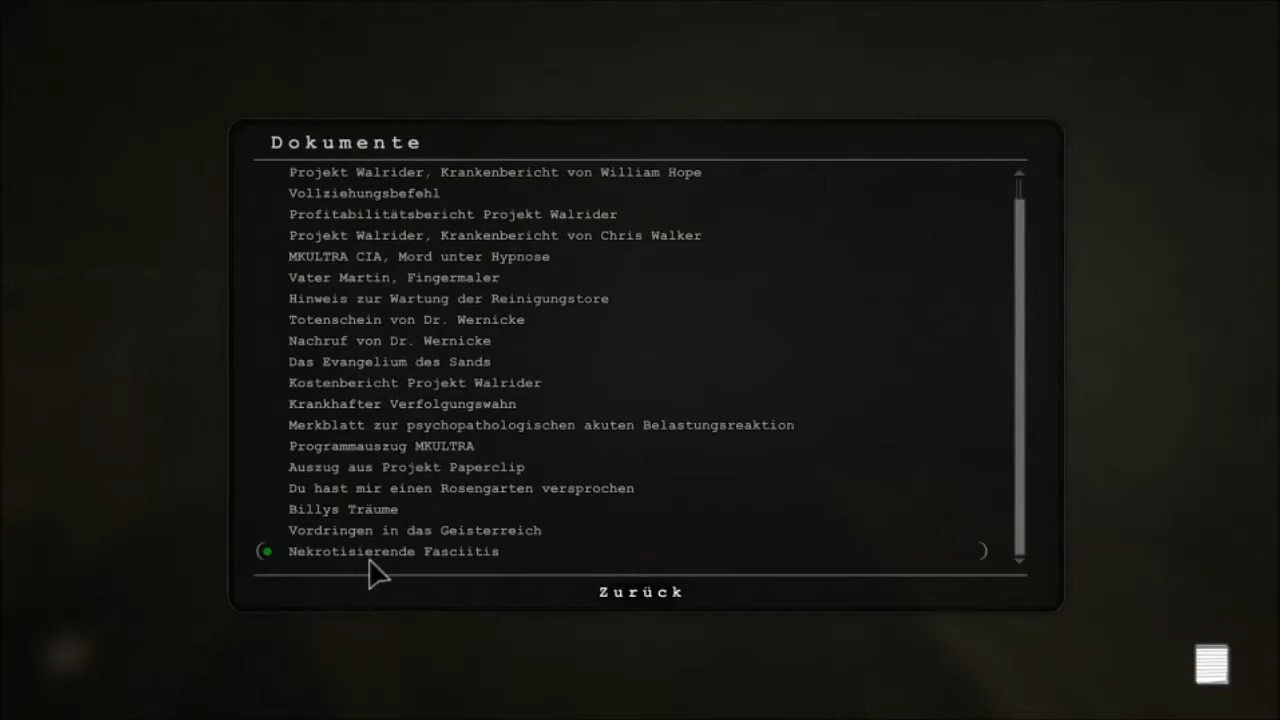 Dokumente
Projekt Walrider, Krankenbericht von William Hope
Vollziehungsbefehl
Profitabilitätsbericht Projekt Walrider
Projekt Walrider, Krankenbericht von Chris Walker
MKULTRA CIA, Mord unter Hypnose
Vater Martin, Fingermaler
Hinweis zur Wartung der Reinigungstore
Totenschein von Dr. Wernicke
Nachruf von Dr. Wernicke
Das Evangelium des Sands
Kostenbericht Projekt Walrider
Krankhafter Verfolgungswahn
Merkblatt zur psychopathologischen akuten Belastungsreaktion
Programmauszug MKULTRA
Auszug aus Projekt Paperclip
Du hast mir einen Rosengarten versprochen
Billys Träume
Vordringen in das Geisterreich
Nekrotisierende Fasciitis
Zurück